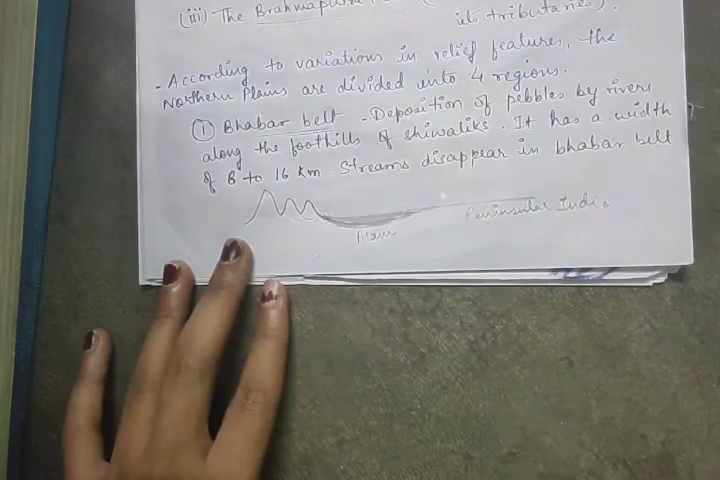 (iii) The Brahmaputra
its tributaries).
- According to variations in relief features, the
Northern Plains are divided into 4 regions.
① Bhabar belt - Deposition of pebbles by rivers
along the foothills of shiwaliks. It has a width
of 8 to 16 km. Streams disappear in bhabar belt
Plain
Peninsular India